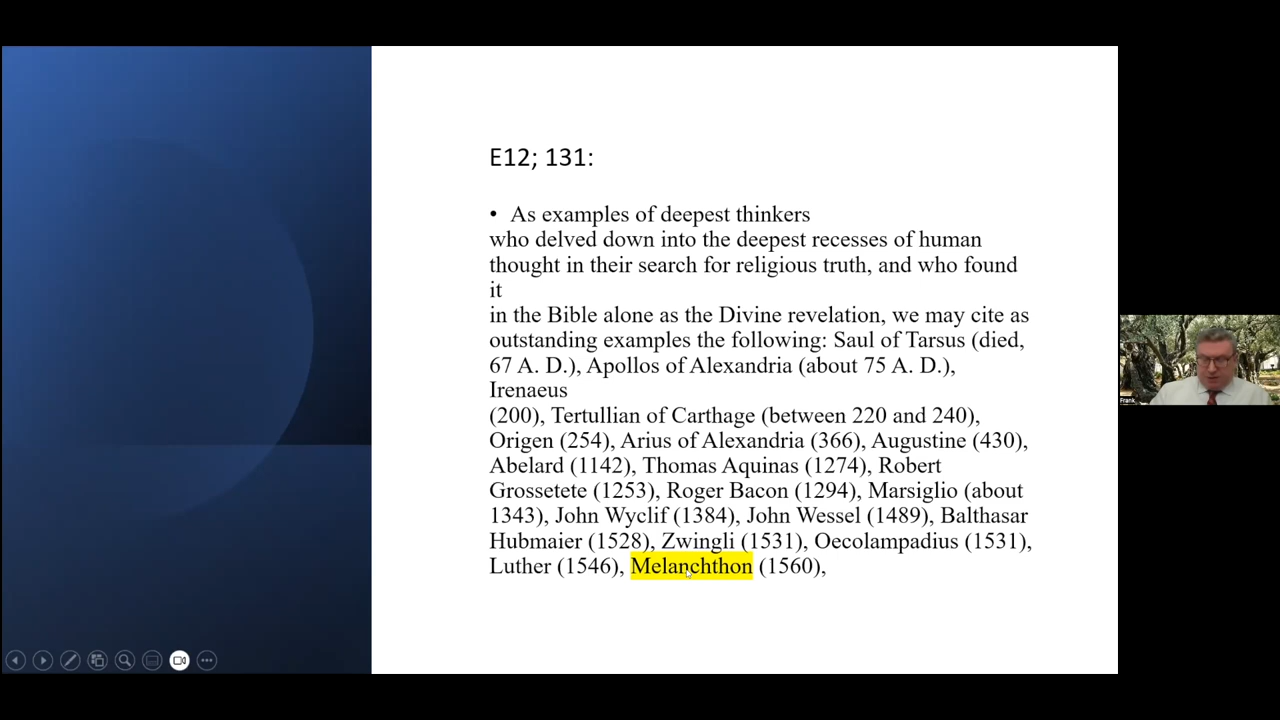 E12; 131:
• As examples of deepest thinkers
who delved down into the deepest recesses of human
thought in their search for religious truth, and who found
it
in the Bible alone as the Divine revelation, we may cite as
outstanding examples the following: Saul of Tarsus (died,
67 A. D.), Apollos of Alexandria (about 75 A. D.),
Irenaeus
(200), Tertullian of Carthage (between 220 and 240),
Origen (254), Arius of Alexandria (366), Augustine (430),
Abelard (1142), Thomas Aquinas (1274), Robert
Grossetete (1253), Roger Bacon (1294), Marsiglio (about
1343), John Wyclif (1384), John Wessel (1489), Balthasar
Hubmaier (1528), Zwingli (1531), Oecolampadius (1531),
Luther (1546), Melanchthon (1560),
Frank